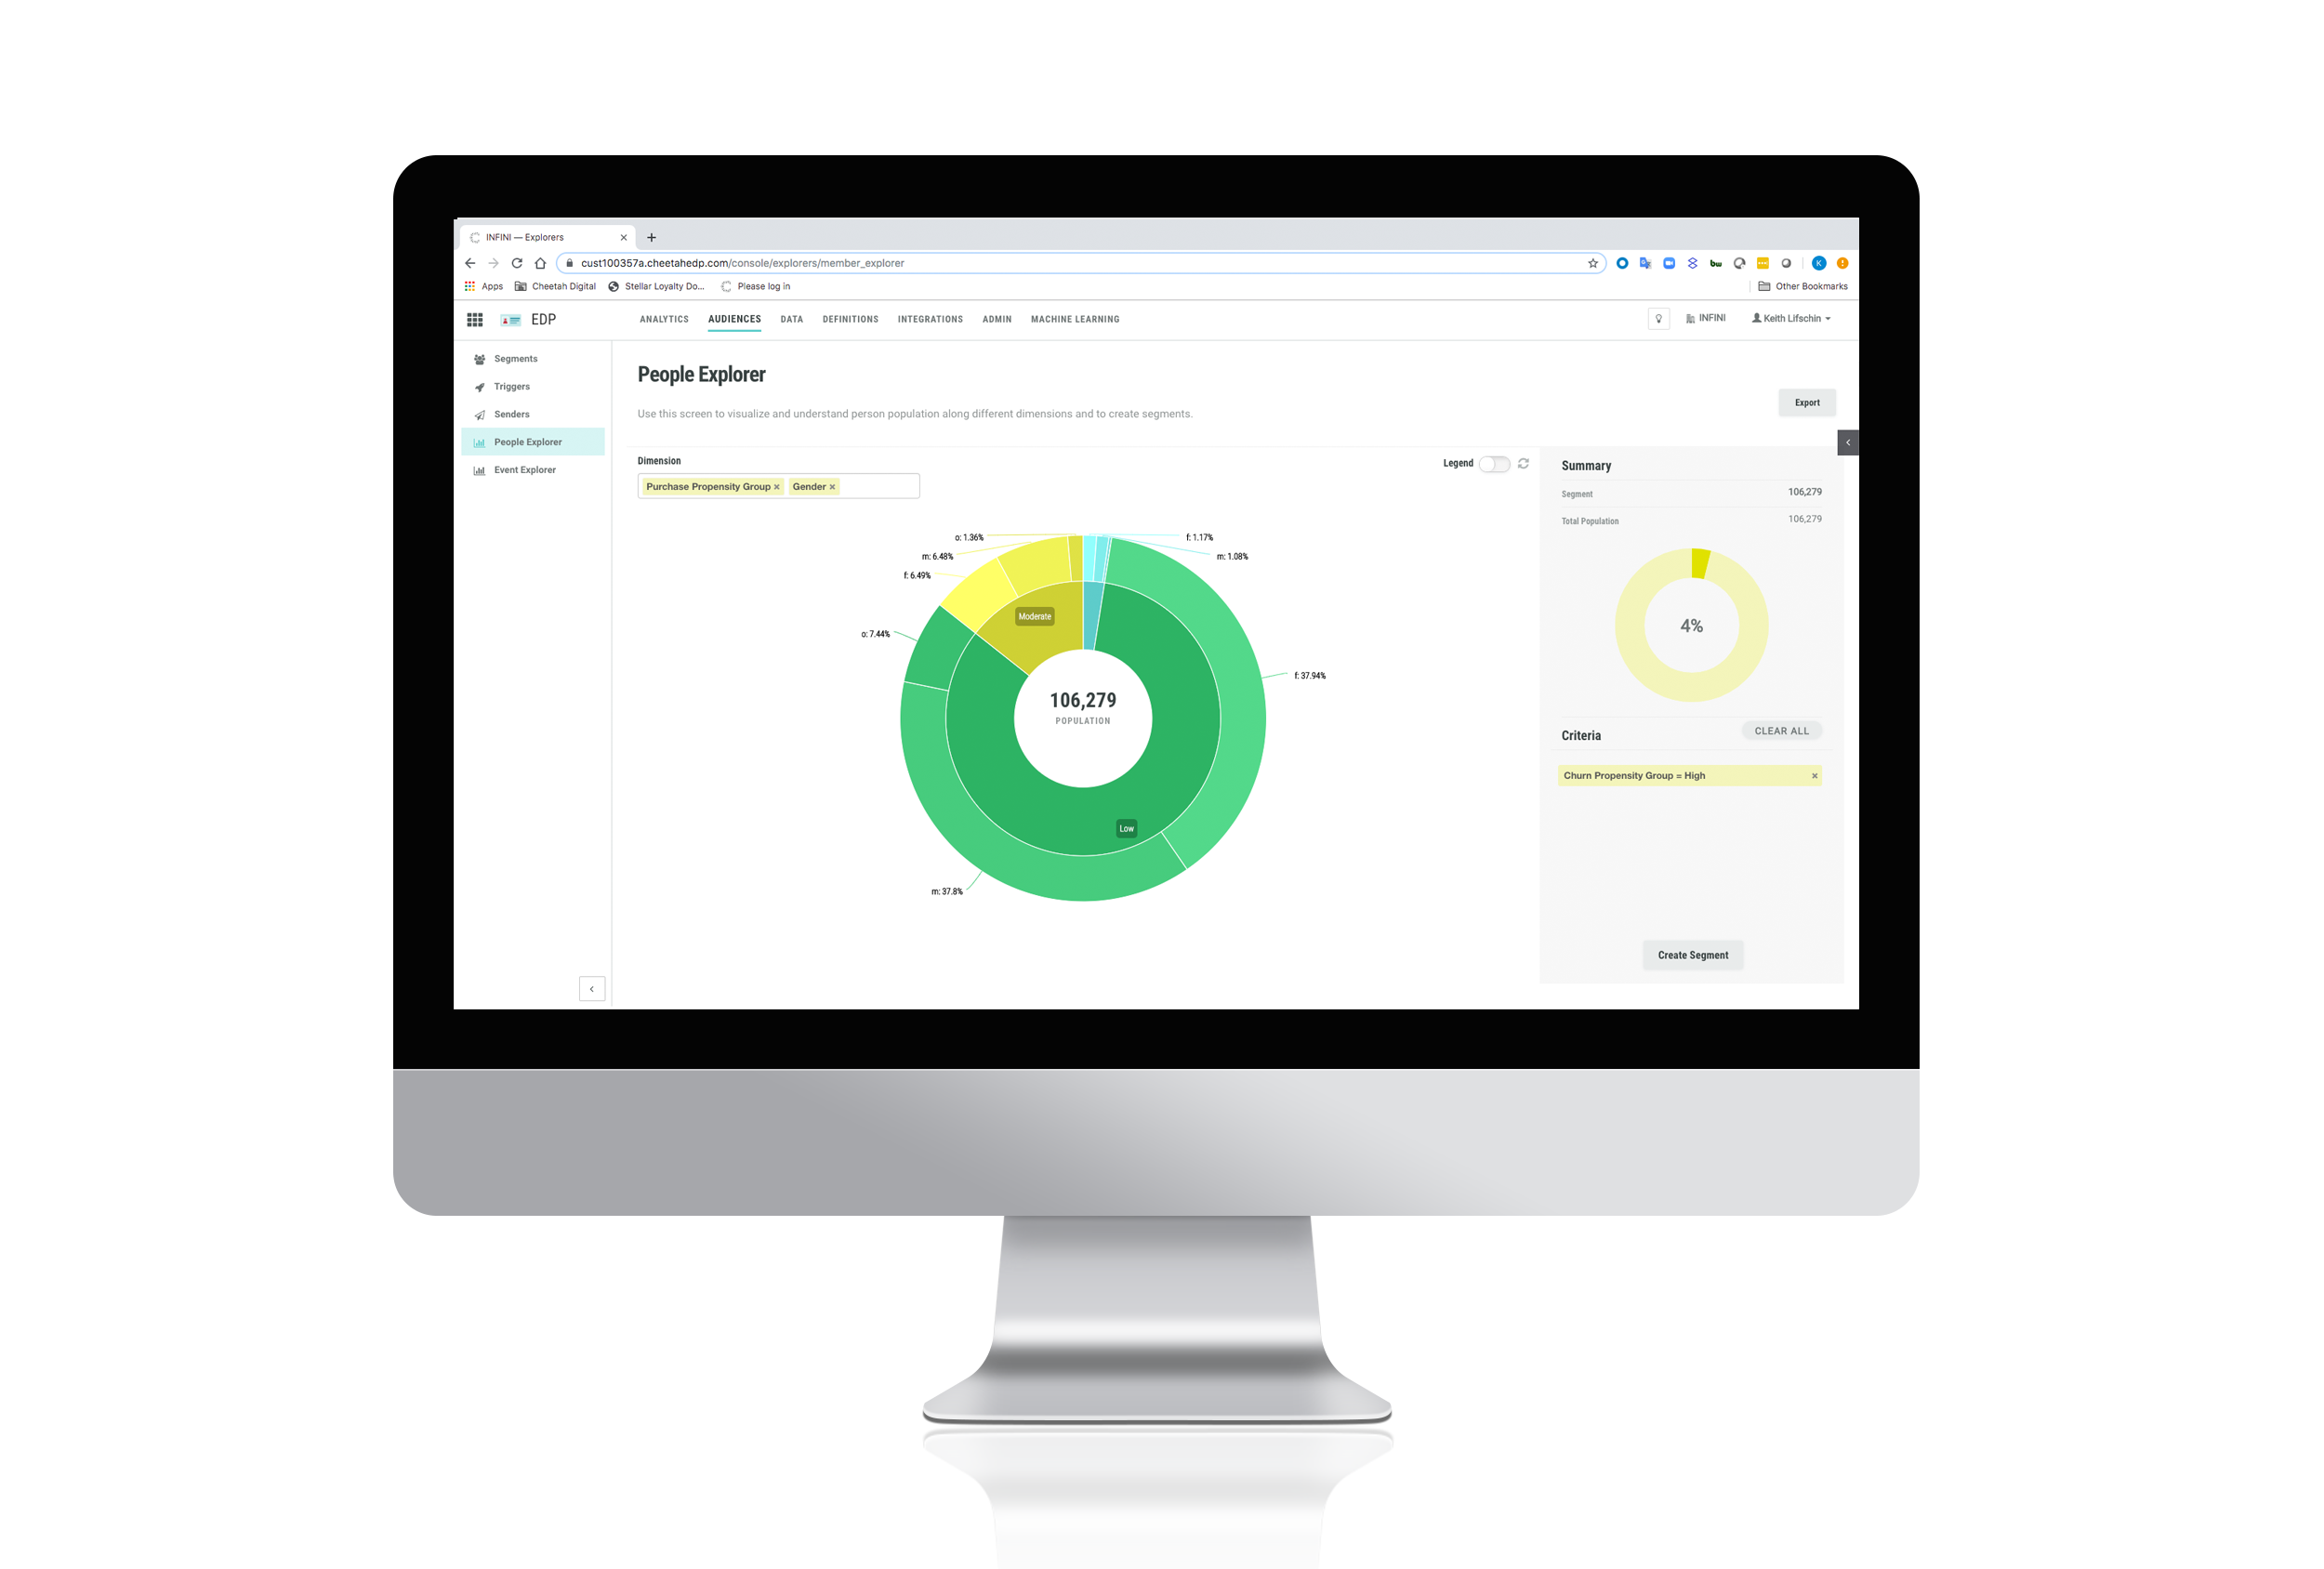 INFINI — Explorers
cust100357a.cheetahedp.com/console/explorers/member_explorer
bw
K
Apps
Cheetah Digital
Stellar Loyalty Do...
Please log in
Other Bookmarks
EDP
ANALYTICS
AUDIENCES
DATA
DEFINITIONS
INTEGRATIONS
ADMIN
MACHINE LEARNING
INFINI
Keith Lifschin
Segments
Triggers
Senders
People Explorer
Event Explorer
People Explorer
Use this screen to visualize and understand person population along different dimensions and to create segments.
Export
Dimension
Purchase Propensity Group ×
Gender ×
Legend
o: 1.36%
m: 6.48%
f: 6.49%
o: 7.44%
m: 37.8%
f: 1.17%
m: 1.08%
f: 37.94%
Moderate
Low
106,279
POPULATION
Summary
Segment 106,279
Total Population 106,279
4%
Criteria
CLEAR ALL
Churn Propensity Group = High ×
Create Segment